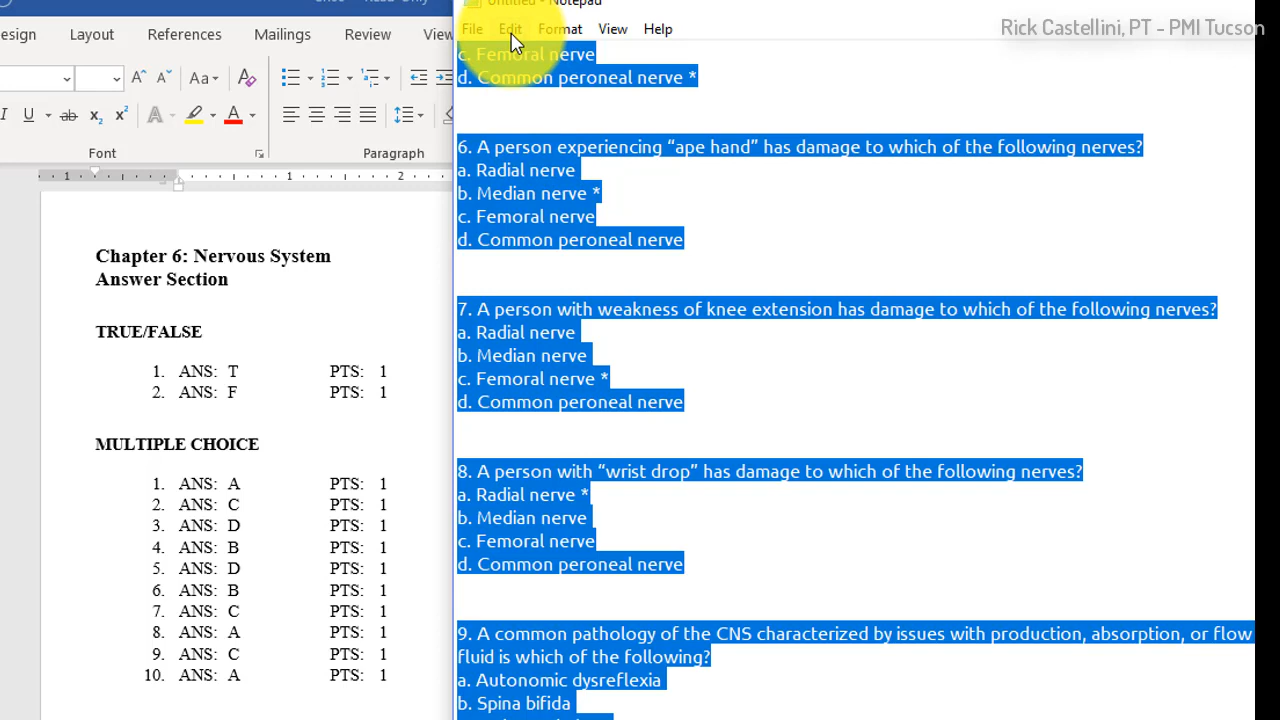 Untitled - Notepad
File Edit Format View Help
Rick Castellini, PT - PMI Tucson
esign Layout References Mailings Review View
Aa
Font
Paragraph
1 1 2
Chapter 6: Nervous System
Answer Section
TRUE/FALSE
1. ANS: T PTS: 1
2. ANS: F PTS: 1
MULTIPLE CHOICE
1. ANS: A PTS: 1
2. ANS: C PTS: 1
3. ANS: D PTS: 1
4. ANS: B PTS: 1
5. ANS: D PTS: 1
6. ANS: B PTS: 1
7. ANS: C PTS: 1
8. ANS: A PTS: 1
9. ANS: C PTS: 1
10. ANS: A PTS: 1
c. Femoral nerve
d. Common peroneal nerve *
6. A person experiencing “ape hand” has damage to which of the following nerves?
a. Radial nerve
b. Median nerve *
c. Femoral nerve
d. Common peroneal nerve
7. A person with weakness of knee extension has damage to which of the following nerves?
a. Radial nerve
b. Median nerve
c. Femoral nerve *
d. Common peroneal nerve
8. A person with “wrist drop” has damage to which of the following nerves?
a. Radial nerve *
b. Median nerve
c. Femoral nerve
d. Common peroneal nerve
9. A common pathology of the CNS characterized by issues with production, absorption, or flow
fluid is which of the following?
a. Autonomic dysreflexia
b. Spina bifida